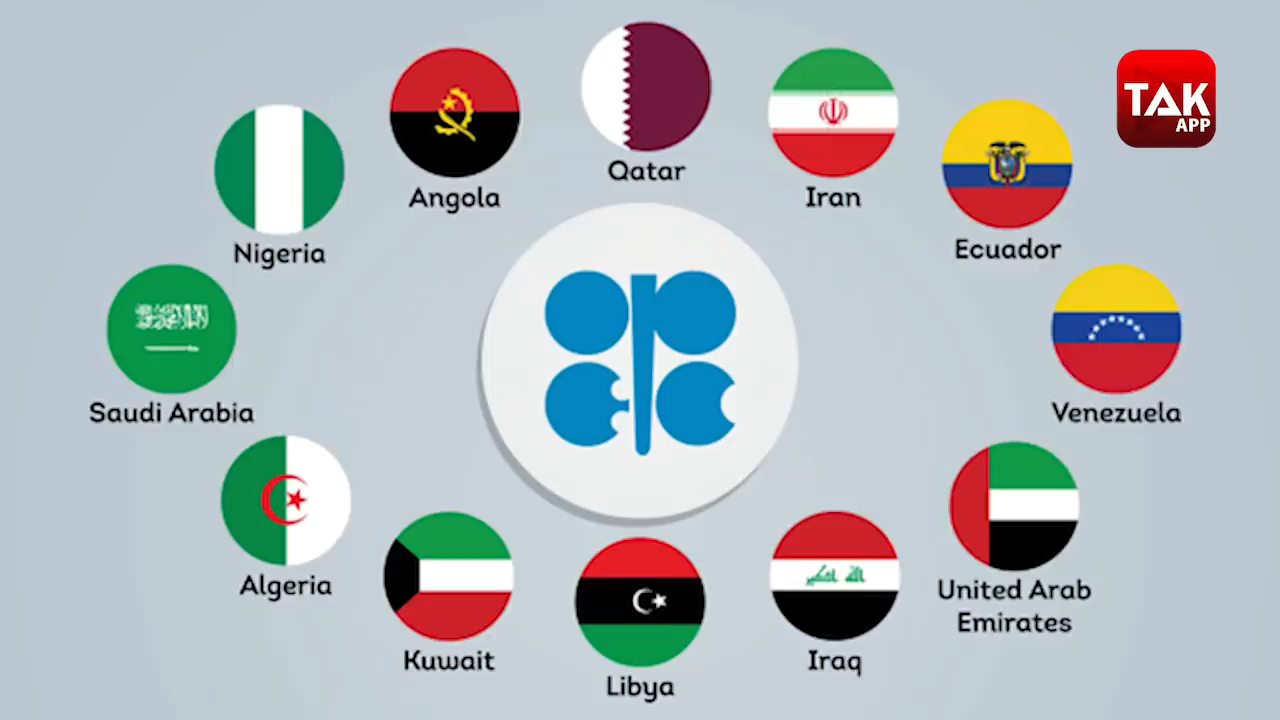 TAK
APP
Qatar
Angola
Iran
Nigeria
Ecuador
Saudi Arabia
Venezuela
Algeria
United Arab
Emirates
Kuwait
Iraq
Libya